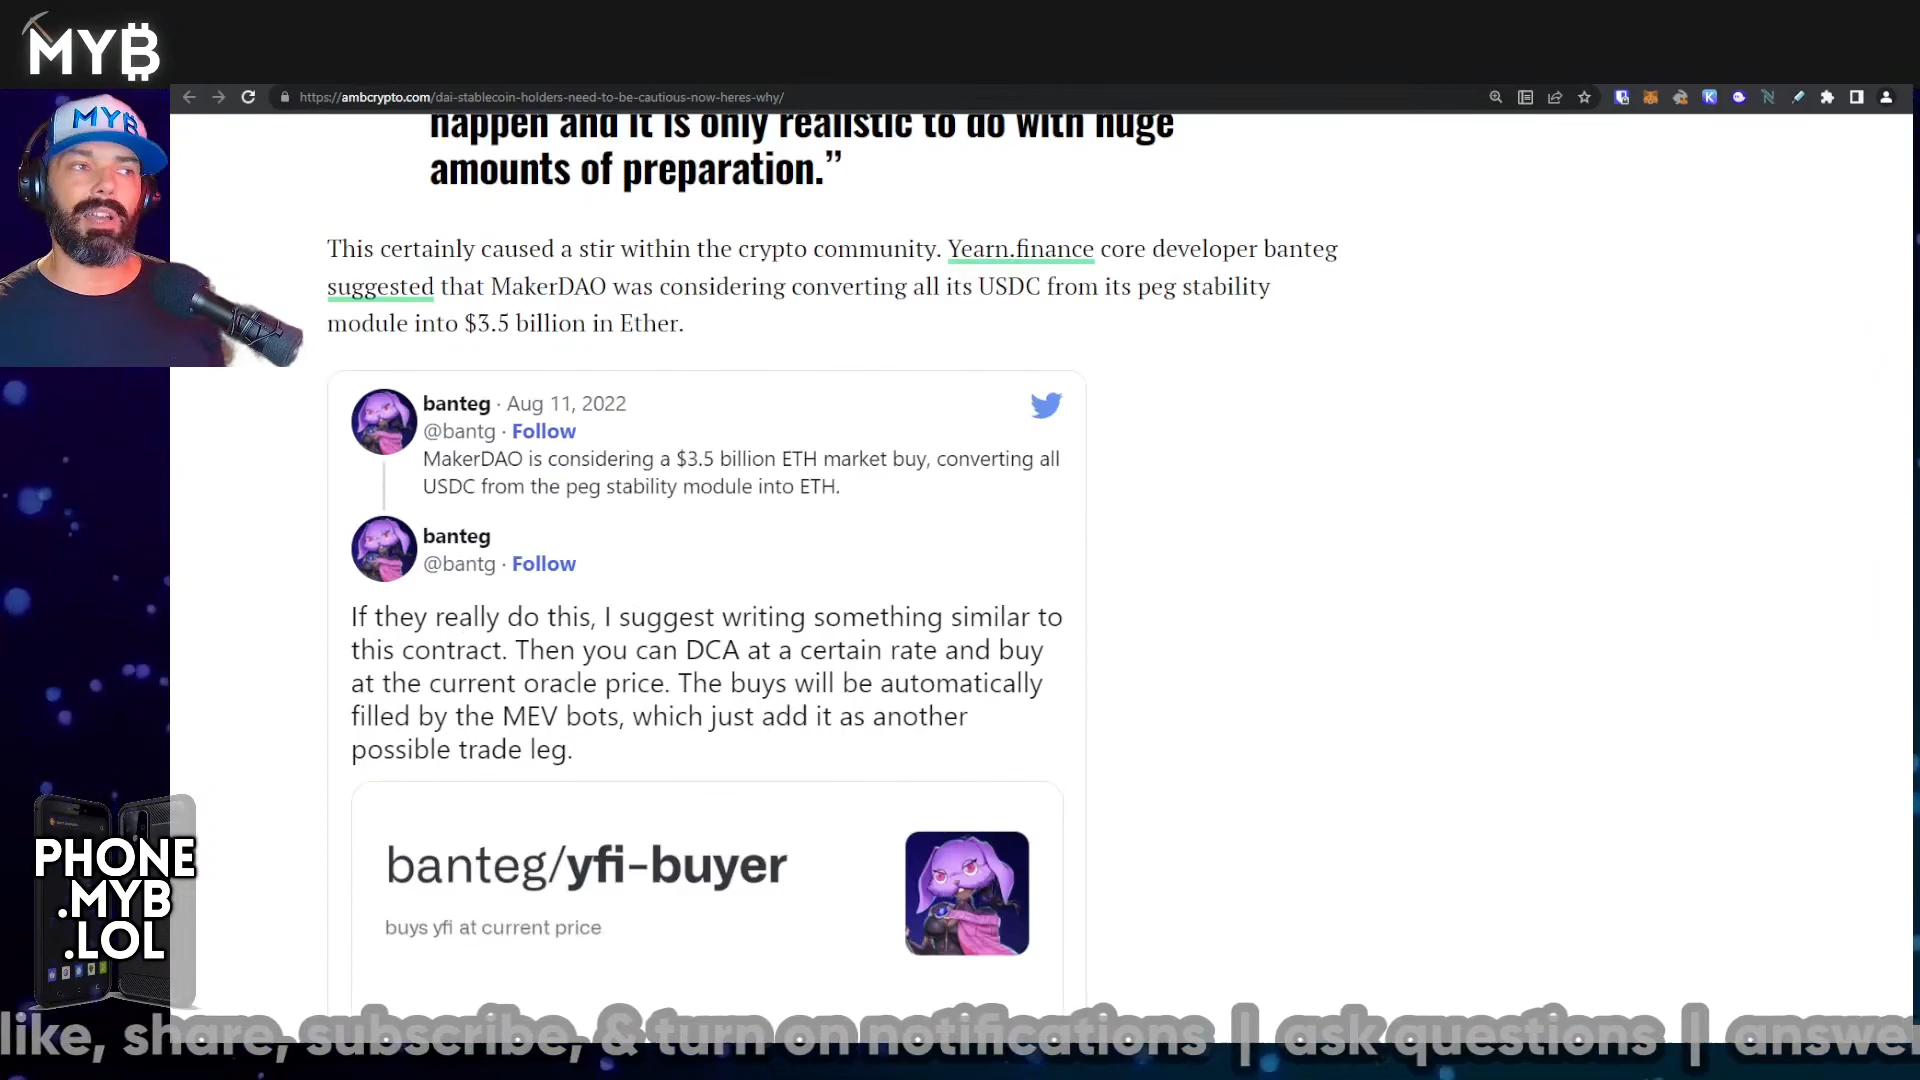 MYB
https://ambcrypto.com/dai-stablecoin-holders-need-to-be-cautious-now-heres-why/
MYB
happen and it is only realistic to do with huge
amounts of preparation.”
This certainly caused a stir within the crypto community. Yearn.finance core developer banteg
suggested that MakerDAO was considering converting all its USDC from its peg stability
module into $3.5 billion in Ether.
banteg · Aug 11, 2022
@bantg · Follow
MakerDAO is considering a $3.5 billion ETH market buy, converting all
USDC from the peg stability module into ETH.
banteg
@bantg · Follow
If they really do this, I suggest writing something similar to
this contract. Then you can DCA at a certain rate and buy
at the current oracle price. The buys will be automatically
filled by the MEV bots, which just add it as another
possible trade leg.
banteg/yfi-buyer
buys yfi at current price
PHONE
.MYB
.LOL
like, share, subscribe, & turn on notifications | ask questions | answe